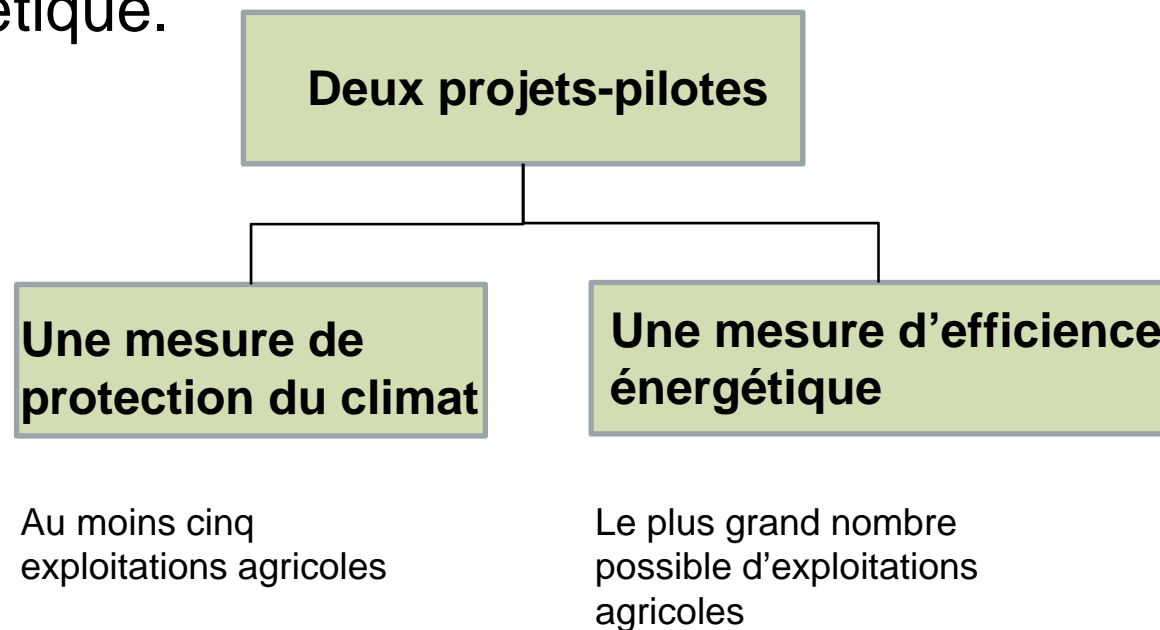 étique.
Deux projets-pilotes
Une mesure de
protection du climat
Une mesure d’efficience
énergétique
Au moins cinq
exploitations agricoles
Le plus grand nombre
possible d’exploitations
agricoles